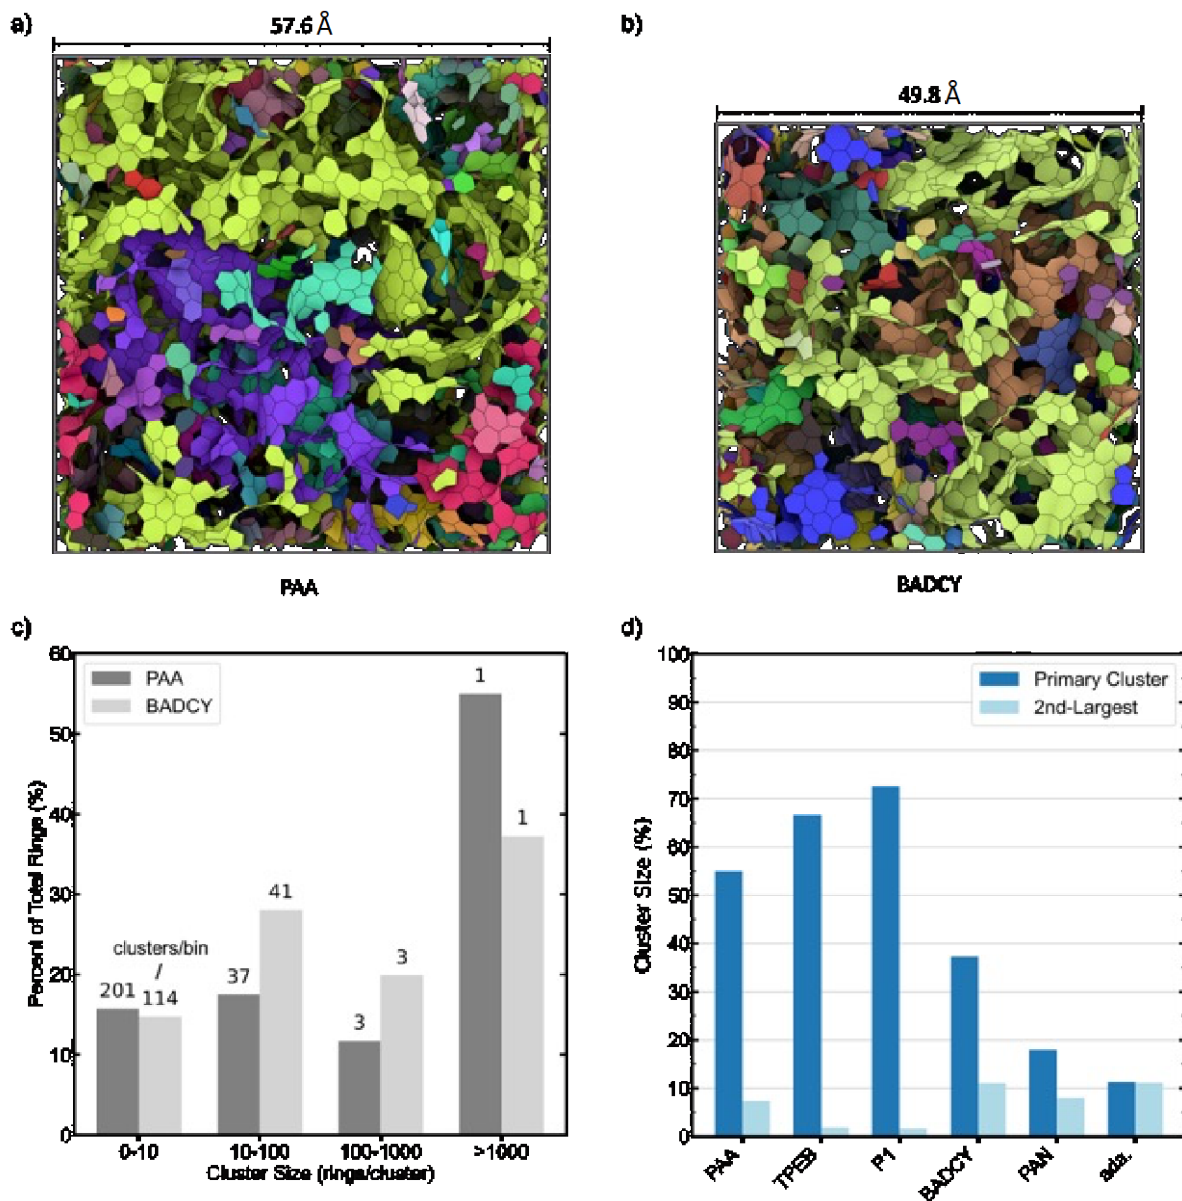 a)
57.6 Å
b)
49.8 Å
PAA
BADCY
c)
60
50
40
30
20
10
0
Percent of Total Rings (%)
PAA
BADCY
clusters/bin
/
201
114
37
41
3
3
1
1
0-10
10-100
100-1000
>1000
Cluster Size (rings/cluster)
d)
100
90
80
70
60
50
40
30
20
10
0
Cluster Size (%)
Primary Cluster
2nd-Largest
PAA
TPEB
P1
BADCY
PAN
ada.